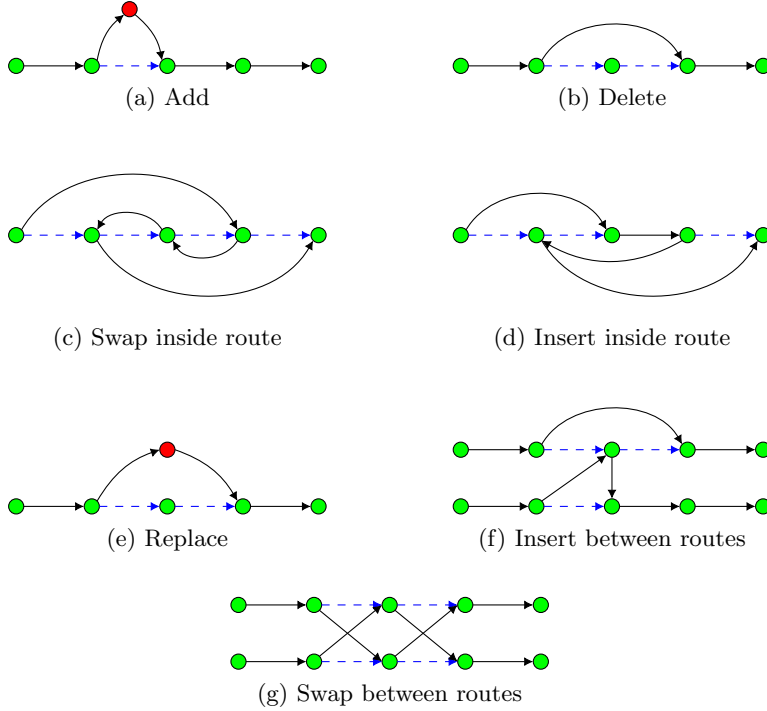 (a) Add
(b) Delete
(c) Swap inside route
(d) Insert inside route
(e) Replace
(f) Insert between routes
(g) Swap between routes